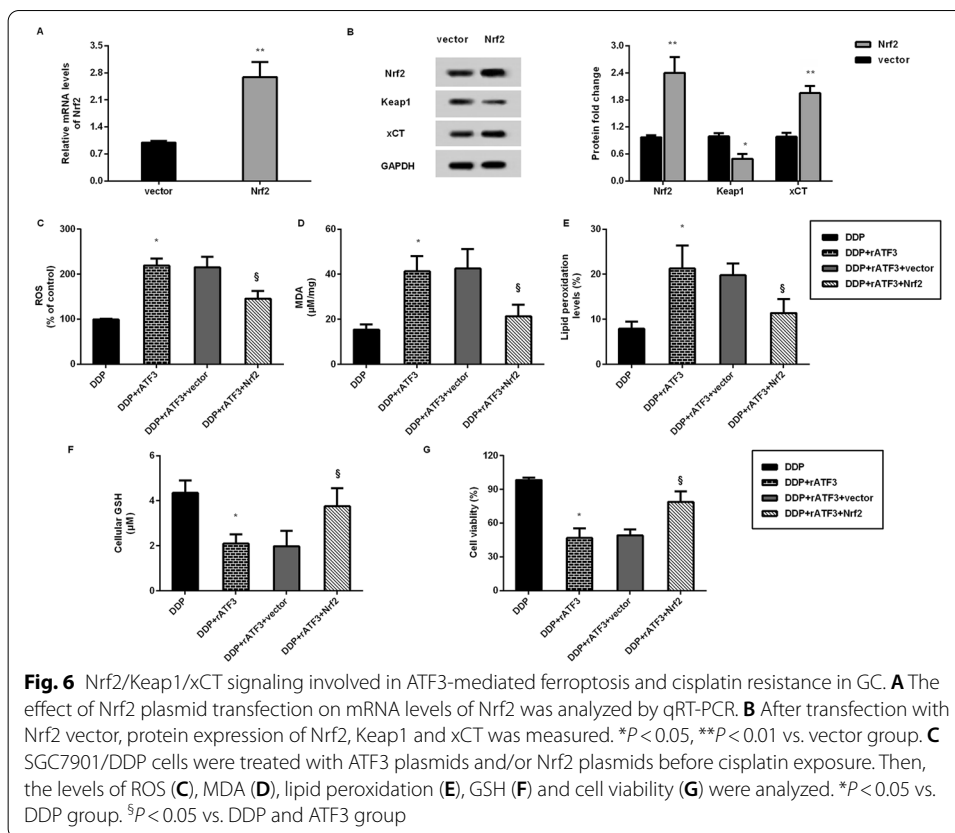 A
Relative mRNA levels
of Nrf2
3.5
2.8
2.1
1.4
0.7
0.0
**
vector
Nrf2
B
vector Nrf2
Nrf2
Keap1
xCT
GAPDH
Protein fold change
3.0
2.4
1.8
1.2
0.6
0.0
**
*
**
Nrf2
Keap1
xCT
Nrf2
vector
C
ROS
(% of control)
300
200
100
0
*
§
DDP
DDP+rATF3
DDP+rATF3+vector
DDP+rATF3+Nrf2
D
MDA
(μM/mg)
60
40
20
0
*
§
DDP
DDP+rATF3
DDP+rATF3+vector
DDP+rATF3+Nrf2
E
Lipid peroxidation
levels (%)
30
20
10
0
*
§
DDP
DDP+rATF3
DDP+rATF3+vector
DDP+rATF3+Nrf2
DDP
DDP+rATF3
DDP+rATF3+vector
DDP+rATF3+Nrf2
F
Cellular GSH
(μM)
6
4
2
0
*
§
DDP
DDP+rATF3
DDP+rATF3+vector
DDP+rATF3+Nrf2
G
Cell viablity (%)
120
90
60
30
0
*
§
DDP
DDP+rATF3
DDP+rATF3+vector
DDP+rATF3+Nrf2
DDP
DDP+rATF3
DDP+rATF3+vector
DDP+rATF3+Nrf2
Fig. 6 Nrf2/Keap1/xCT signaling involved in ATF3-mediated ferroptosis and cisplatin resistance in GC. A The
effect of Nrf2 plasmid transfection on mRNA levels of Nrf2 was analyzed by qRT-PCR. B After transfection with
Nrf2 vector, protein expression of Nrf2, Keap1 and xCT was measured. *P < 0.05, **P < 0.01 vs. vector group. C
SGC7901/DDP cells were treated with ATF3 plasmids and/or Nrf2 plasmids before cisplatin exposure. Then,
the levels of ROS (C), MDA (D), lipid peroxidation (E), GSH (F) and cell viability (G) were analyzed. *P < 0.05 vs.
DDP group. §P < 0.05 vs. DDP and ATF3 group